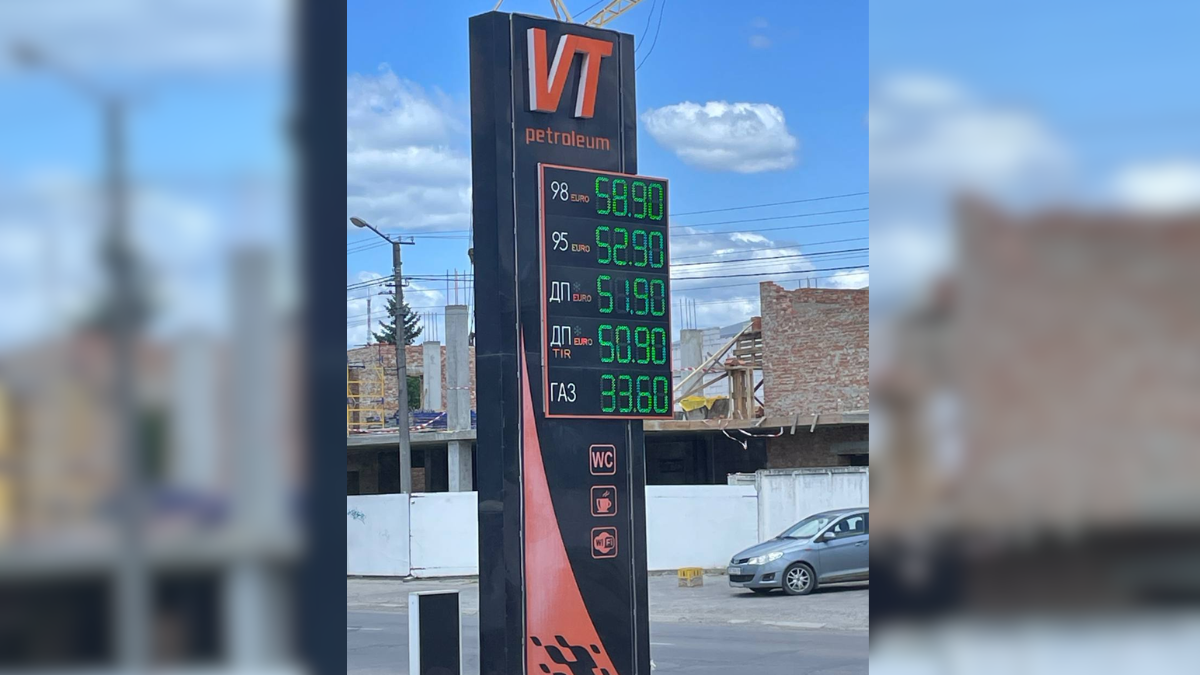 VT
petroleum
98 EURO 58.90
95 EURO 52.90
ДП EURO 51.90
ДП EURO 50.90
TIR
ГАЗ 33.60
WC
WiFi